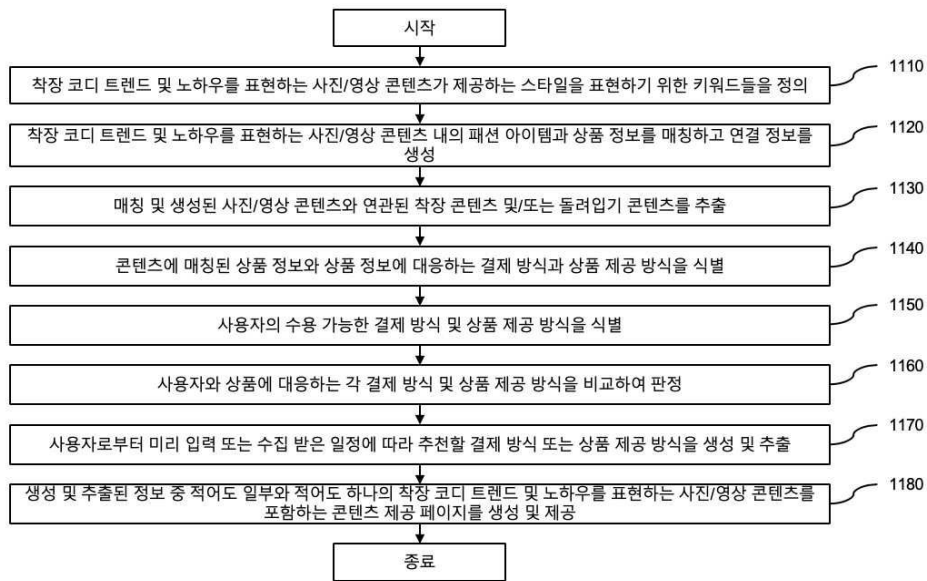 시작
착장 코디 트렌드 및 노하우를 표현하는 사진/영상 콘텐츠가 제공하는 스타일을 표현하기 위한 키워드들을 정의
1110
착장 코디 트렌드 및 노하우를 표현하는 사진/영상 콘텐츠 내의 패션 아이템과 상품 정보를 매칭하고 연결 정보를
생성
1120
매칭 및 생성된 사진/영상 콘텐츠와 연관된 착장 콘텐츠 및/또는 돌려입기 콘텐츠를 추출
1130
콘텐츠에 매칭된 상품 정보와 상품 정보에 대응하는 결제 방식과 상품 제공 방식을 식별
1140
사용자의 수용 가능한 결제 방식 및 상품 제공 방식을 식별
1150
사용자와 상품에 대응하는 각 결제 방식 및 상품 제공 방식을 비교하여 판정
1160
사용자로부터 미리 입력 또는 수집 받은 일정에 따라 추천할 결제 방식 또는 상품 제공 방식을 생성 및 추출
1170
생성 및 추출된 정보 중 적어도 일부와 적어도 하나의 착장 코디 트렌드 및 노하우를 표현하는 사진/영상 콘텐츠를
포함하는 콘텐츠 제공 페이지를 생성 및 제공
1180
종료